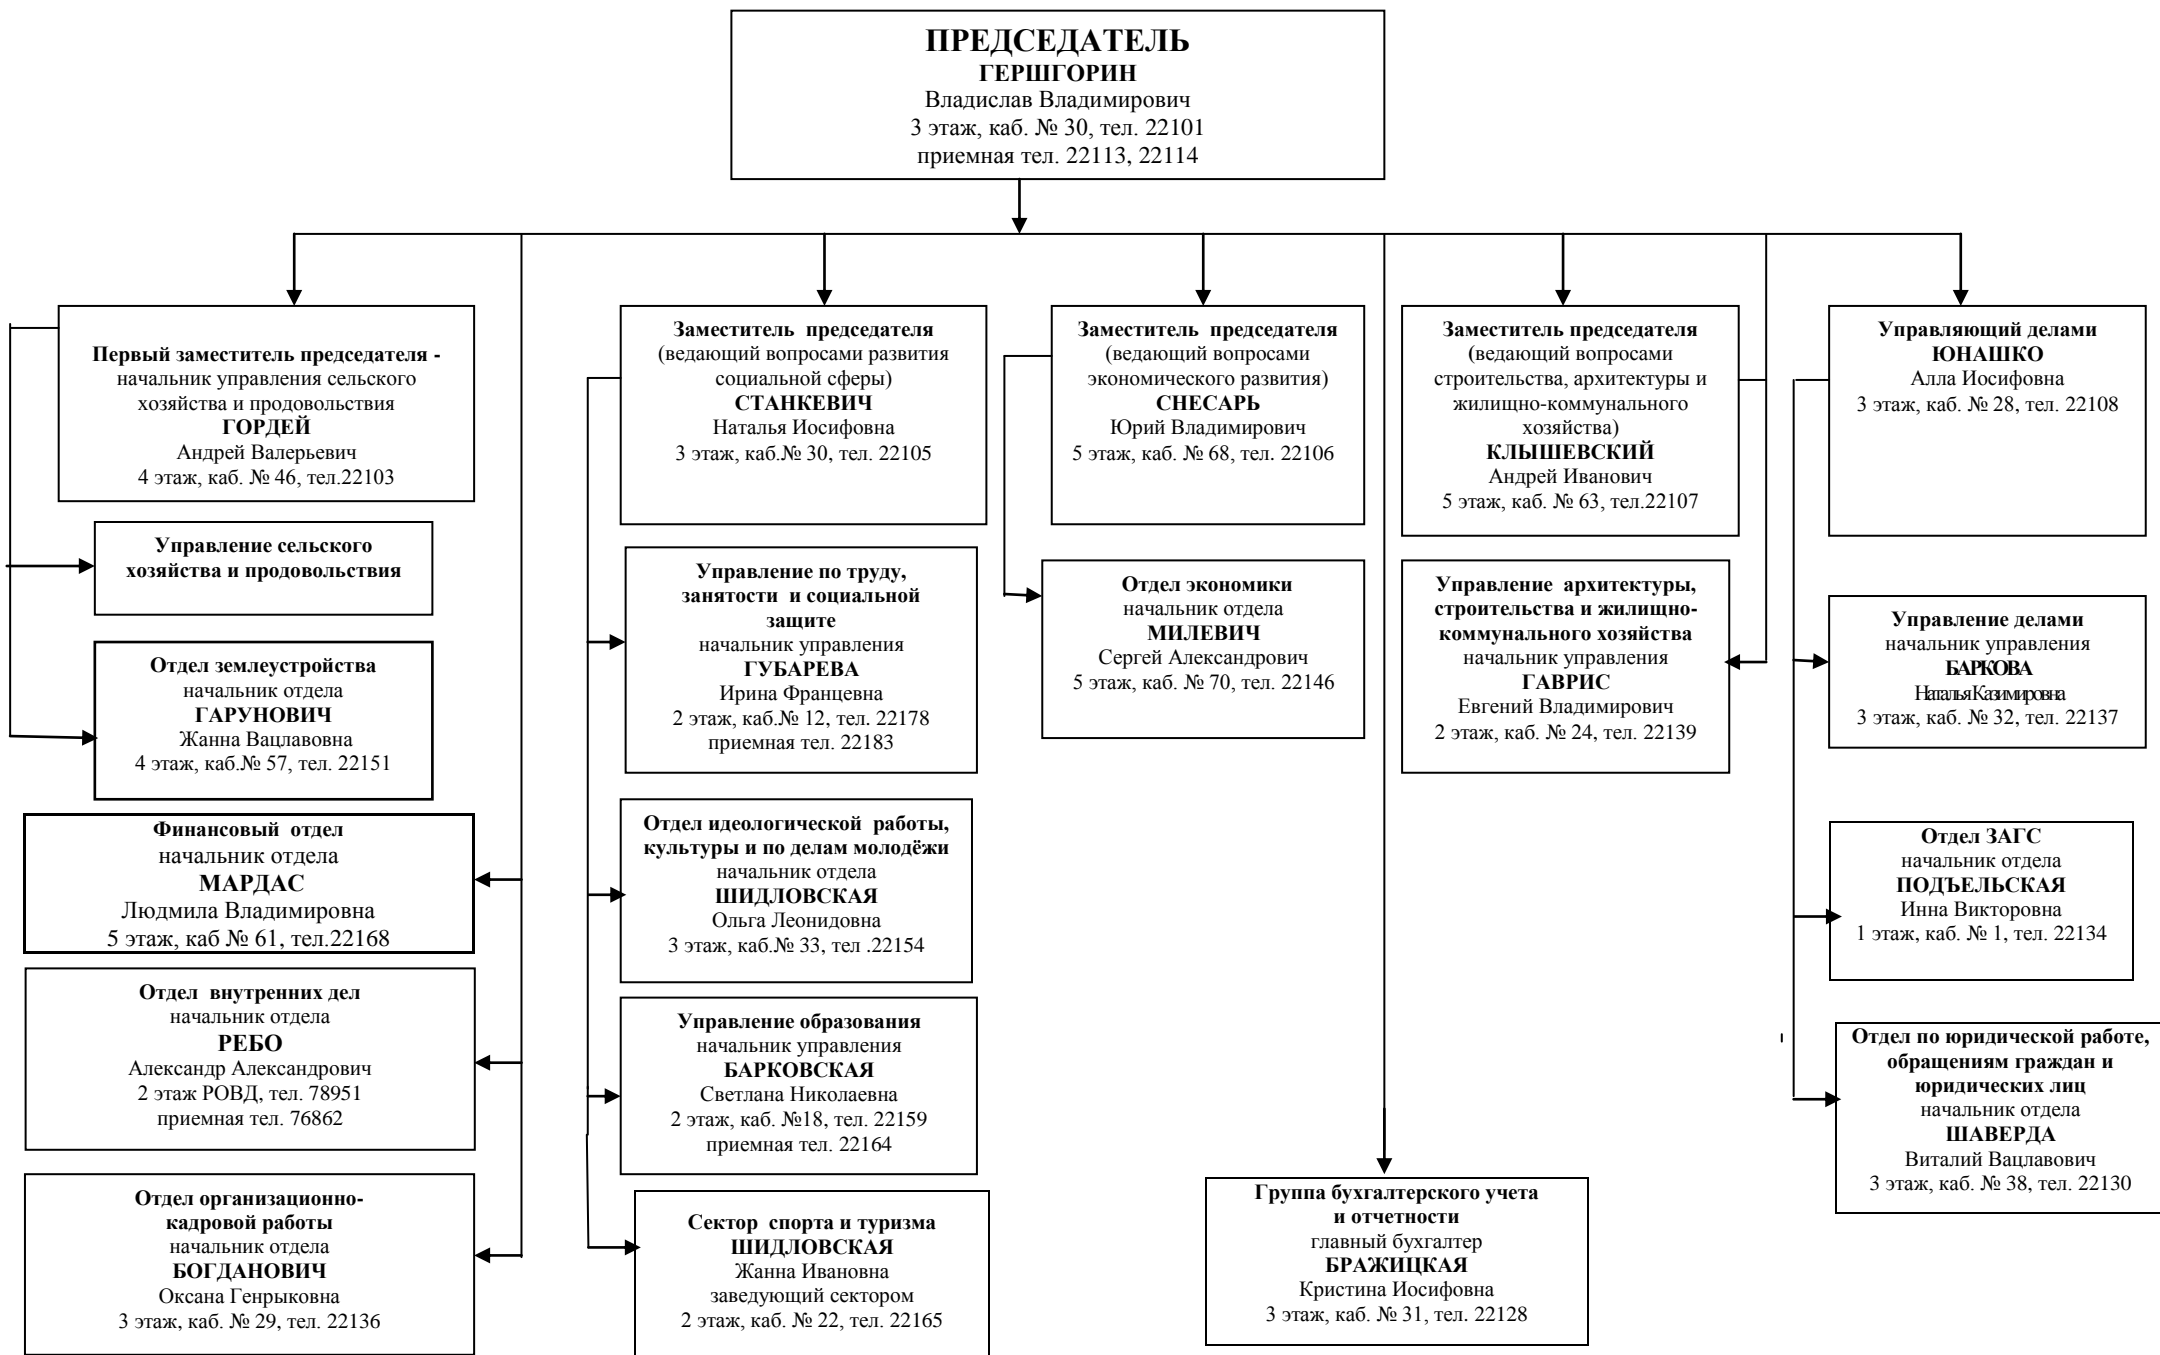 ПРЕДСЕДАТЕЛЬ
ГЕРШГОРИН
Владислав Владимирович
3 этаж, каб. № 30, тел. 22101
приемная тел. 22113, 22114
Первый заместитель председателя -
начальник управления сельского
хозяйства и продовольствия
ГОРДЕЙ
Андрей Валерьевич
4 этаж, каб. № 46, тел.22103
Заместитель председателя
(ведающий вопросами развития
социальной сферы)
СТАНКЕВИЧ
Наталья Иосифовна
3 этаж, каб.№ 30, тел. 22105
Заместитель председателя
(ведающий вопросами
экономического развития)
СНЕСАРЬ
Юрий Владимирович
5 этаж, каб. № 68, тел. 22106
Заместитель председателя
(ведающий вопросами
строительства, архитектуры и
жилищно-коммунального
хозяйства)
КЛЫШЕВСКИЙ
Андрей Иванович
5 этаж, каб. № 63, тел.22107
Управляющий делами
ЮНАШКО
Алла Иосифовна
3 этаж, каб. № 28, тел. 22108
Управление сельского
хозяйства и продовольствия
Отдел землеустройства
начальник отдела
ГАРУНОВИЧ
Жанна Вацлавовна
4 этаж, каб.№ 57, тел. 22151
Финансовый отдел
начальник отдела
МАРДАС
Людмила Владимировна
5 этаж, каб № 61, тел.22168
Отдел внутренних дел
начальник отдела
РЕБО
Александр Александрович
2 этаж РОВД, тел. 78951
приемная тел. 76862
Отдел организационно-
кадровой работы
начальник отдела
БОГДАНОВИЧ
Оксана Генрыковна
3 этаж, каб. № 29, тел. 22136
Управление по труду,
занятости и социальной
защите
начальник управления
ГУБАРЕВА
Ирина Францевна
2 этаж, каб.№ 12, тел. 22178
приемная тел. 22183
Отдел идеологической работы,
культуры и по делам молодёжи
начальник отдела
ШИДЛОВСКАЯ
Ольга Леонидовна
3 этаж, каб.№ 33, тел .22154
Управление образования
начальник управления
БАРКОВСКАЯ
Светлана Николаевна
2 этаж, каб. №18, тел. 22159
приемная тел. 22164
Сектор спорта и туризма
ШИДЛОВСКАЯ
Жанна Ивановна
заведующий сектором
2 этаж, каб. № 22, тел. 22165
Отдел экономики
начальник отдела
МИЛЕВИЧ
Сергей Александрович
5 этаж, каб. № 70, тел. 22146
Группа бухгалтерского учета
и отчетности
главный бухгалтер
БРАЖИЦКАЯ
Кристина Иосифовна
3 этаж, каб. № 31, тел. 22128
Управление архитектуры,
строительства и жилищно-
коммунального хозяйства
начальник управления
ГАВРИС
Евгений Владимирович
2 этаж, каб. № 24, тел. 22139
Управление делами
начальник управления
БАРКОВА
Наталья Казимировна
3 этаж, каб. № 32, тел. 22137
Отдел ЗАГС
начальник отдела
ПОДЪЕЛЬСКАЯ
Инна Викторовна
1 этаж, каб. № 1, тел. 22134
Отдел по юридической работе,
обращениям граждан и
юридических лиц
начальник отдела
ШАВЕРДА
Виталий Вацлавович
3 этаж, каб. № 38, тел. 22130